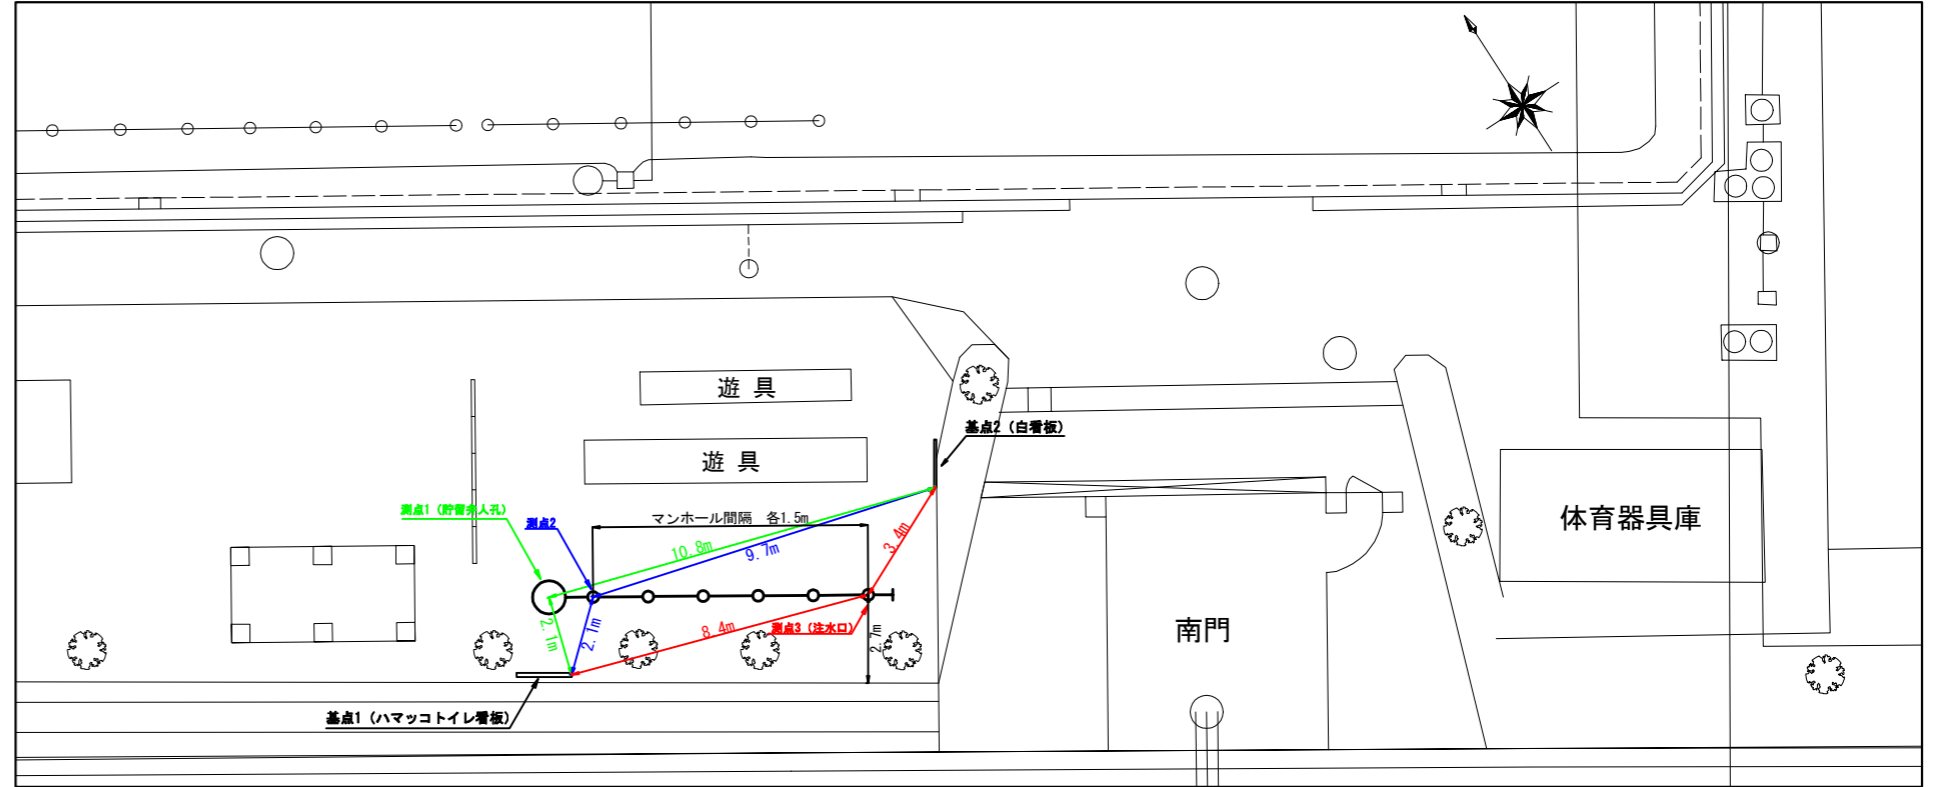 遊 具
基点2（白看板）
遊 具
測点1（貯留弁人孔）
マンホール間隔　各1.5m
測点2
体育器具庫
10.8m
9.7m
3.4m
2.1m
2.1m
8.4m
測点3（注水口）
2.7m
南門
基点1（ハマッコトイレ看板）